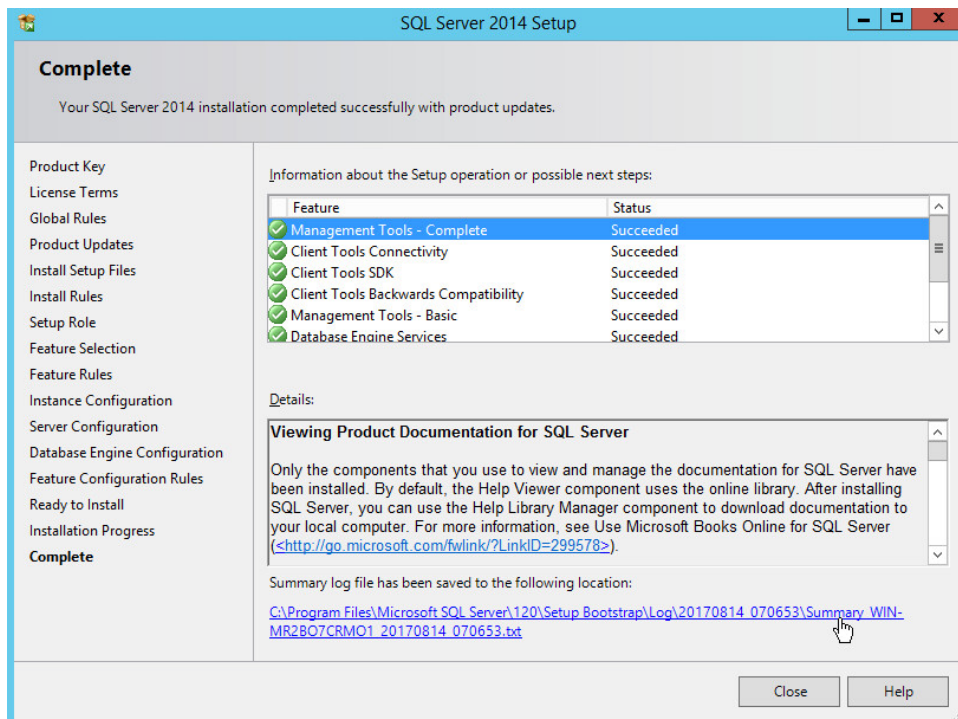 SQL Server 2014 Setup
Complete
Your SQL Server 2014 installation completed successfully with product updates.
Product Key
License Terms
Global Rules
Product Updates
Install Setup Files
Install Rules
Setup Role
Feature Selection
Feature Rules
Instance Configuration
Server Configuration
Database Engine Configuration
Feature Configuration Rules
Ready to Install
Installation Progress
Complete
Information about the Setup operation or possible next steps:
Feature Status
Management Tools - Complete Succeeded
Client Tools Connectivity Succeeded
Client Tools SDK Succeeded
Client Tools Backwards Compatibility Succeeded
Management Tools - Basic Succeeded
Database Engine Services Succeeded
Details:
Viewing Product Documentation for SQL Server
Only the components that you use to view and manage the documentation for SQL Server have
been installed. By default, the Help Viewer component uses the online library. After installing
SQL Server, you can use the Help Library Manager component to download documentation to
your local computer. For more information, see Use Microsoft Books Online for SQL Server
(<http://go.microsoft.com/fwlink/?LinkID=299578>).
Summary log file has been saved to the following location:
C:\Program Files\Microsoft SQL Server\120\Setup Bootstrap\Log\20170814_070653\Summary_WIN-
MR2BO7CRMO1_20170814_070653.txt
Close Help